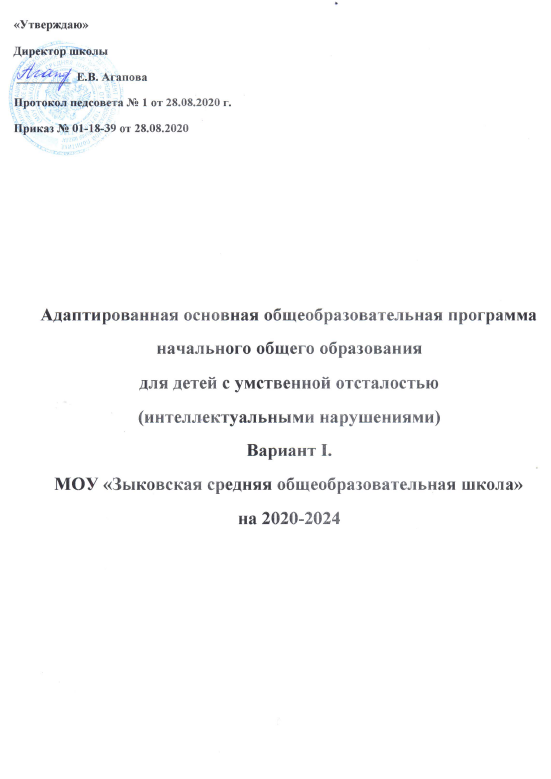 «Утверждаю»
Директор школы
Агап Е.В. Агапова
Протокол педсовета № 1 от 28.08.2020 г.
Приказ № 01-18-39 от 28.08.2020
Адаптированная основная общеобразовательная программа
начального общего образования
для детей с умственной отсталостью
(интеллектуальными нарушениями)
Вариант I.
МОУ «Зыковская средняя общеобразовательная школа»
на 2020-2024